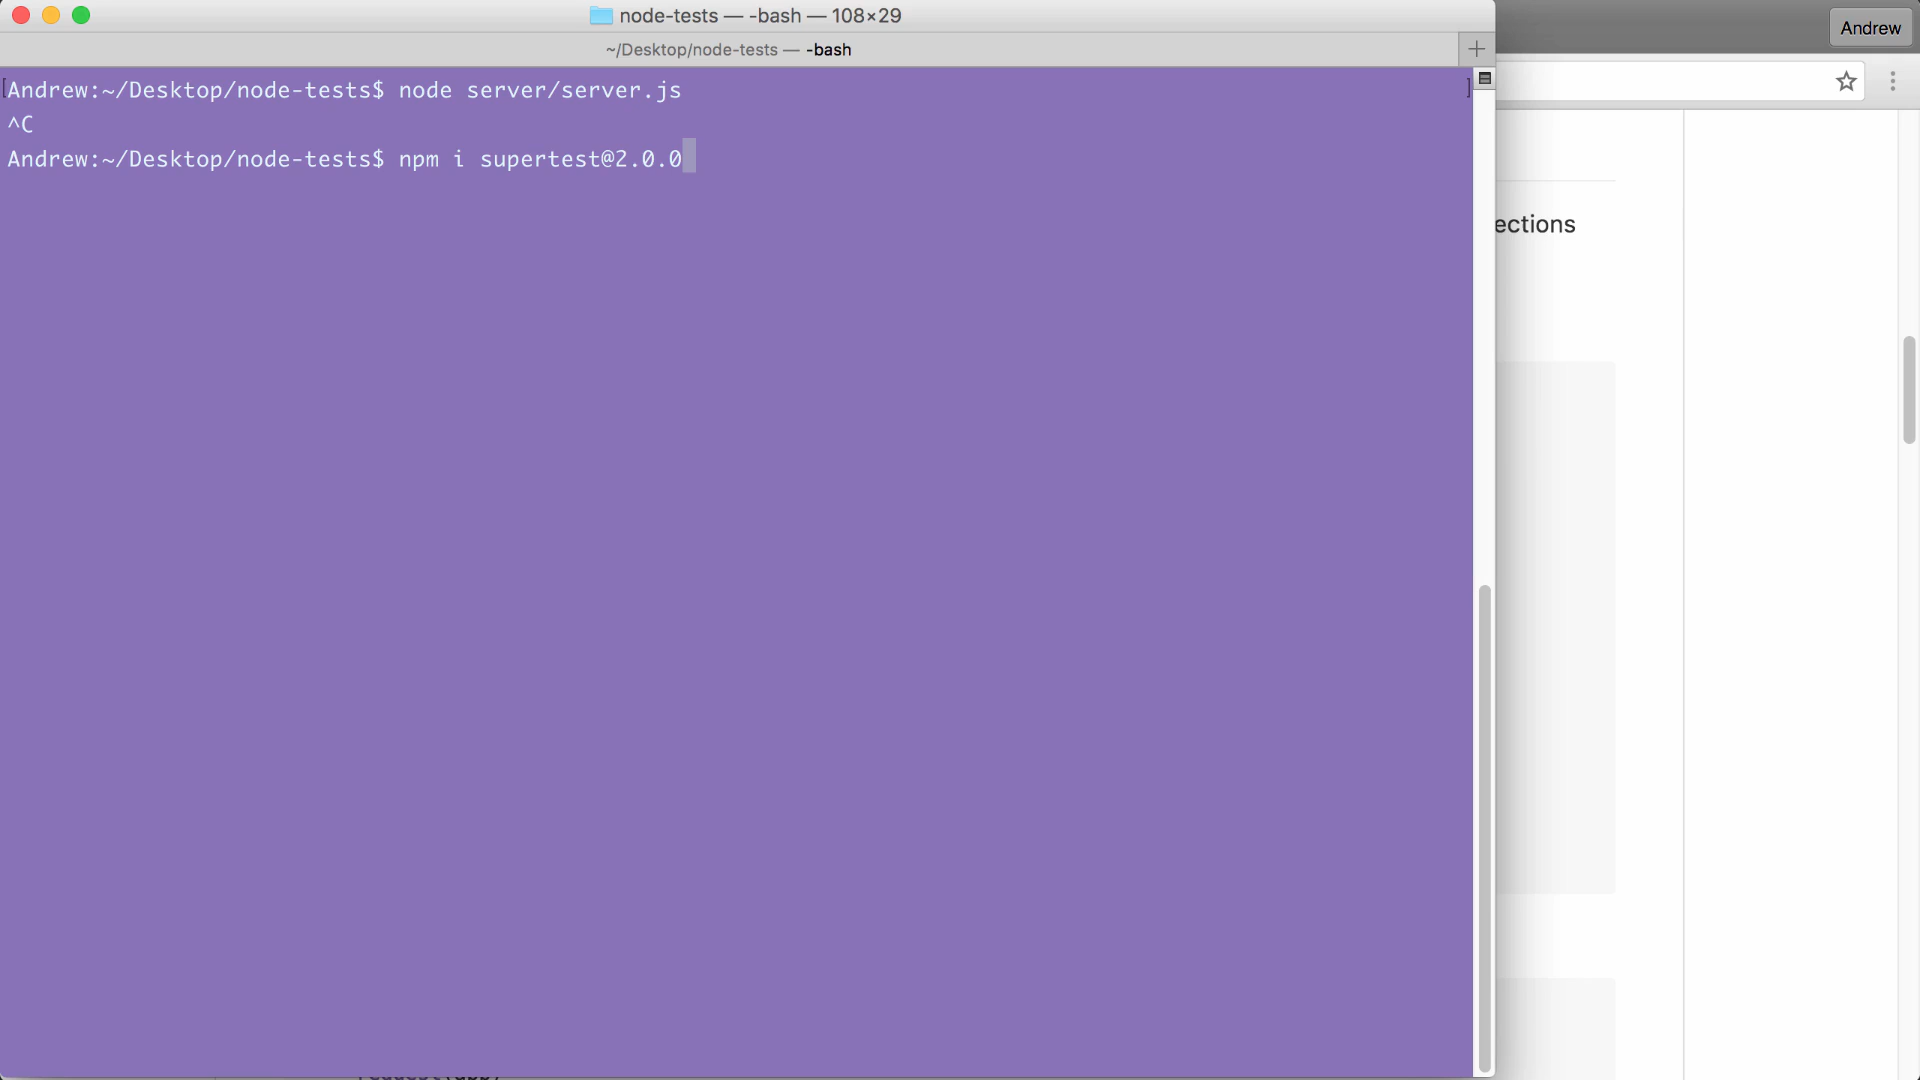 node-tests — -bash — 108×29
Andrew
~/Desktop/node-tests — -bash
[Andrew:~/Desktop/node-tests$ node server/server.js ]
^C
Andrew:~/Desktop/node-tests$ npm i supertest@2.0.0
ections